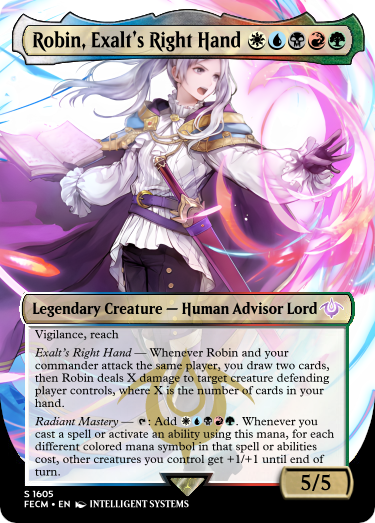 Robin, Exalt's Right Hand
Legendary Creature — Human Advisor Lord
Vigilance, reach
Exalt's Right Hand — Whenever Robin and your
commander attack the same player, you draw two cards,
then Robin deals X damage to target creature defending
player controls, where X is the number of cards in your
hand.
Radiant Mastery — : Add . Whenever you
cast a spell or activate an ability using this mana, for each
different colored mana symbol in that spell or abilities
cost, other creatures you control get +1/+1 until end of
turn.
5/5
S 1605
FECM • EN INTELLIGENT SYSTEMS